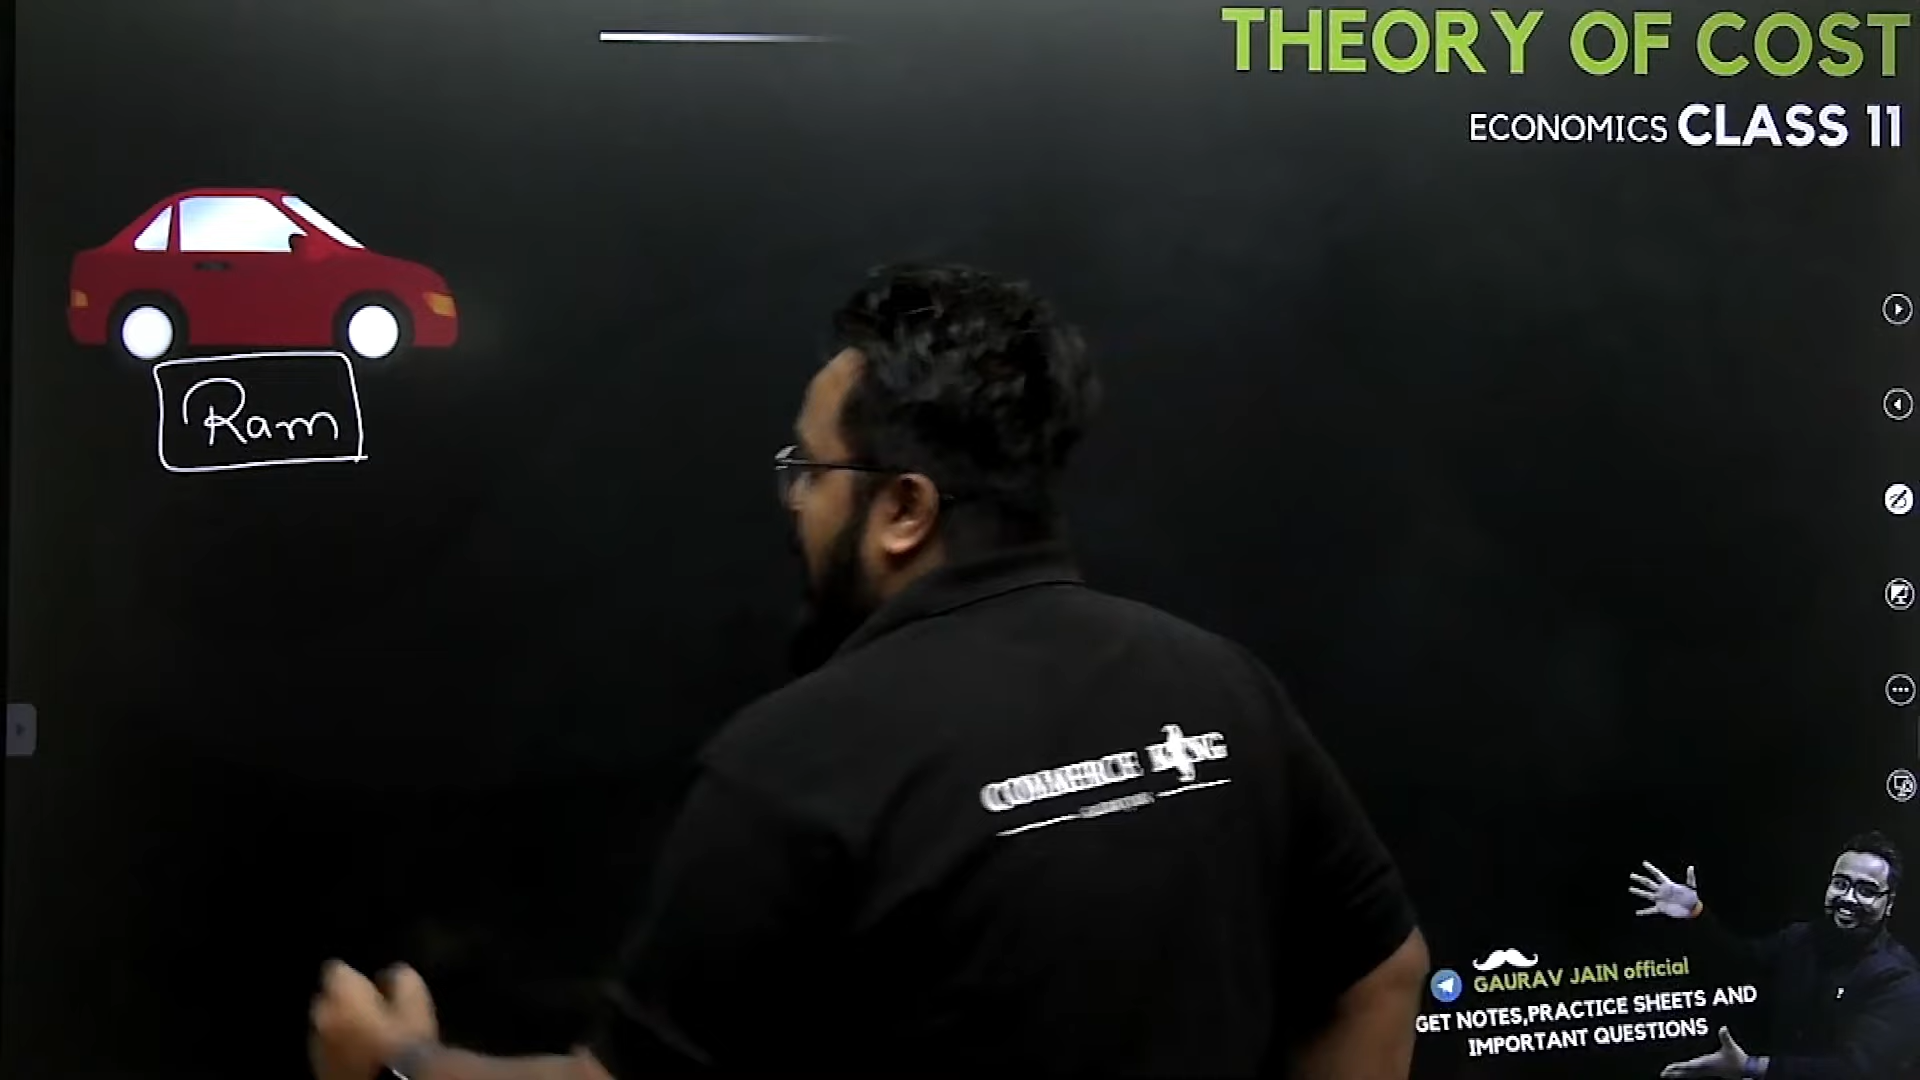 THEORY OF COST
ECONOMICS CLASS 11
Ram
GAURAV JAIN official
GET NOTES,PRACTICE SHEETS AND
IMPORTANT QUESTIONS